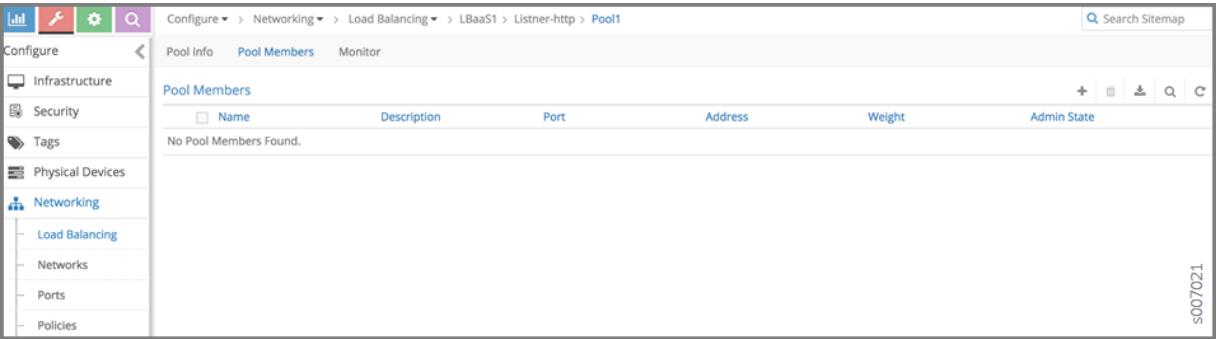 Configure > Networking > Load Balancing > LBaaS1 > Listner-http > Pool1
Search Sitemap
Configure
Pool Info Pool Members Monitor
Infrastructure
Security
Tags
Physical Devices
Networking
Load Balancing
Networks
Ports
Policies
Pool Members
Name Description Port Address Weight Admin State
No Pool Members Found.
s007021